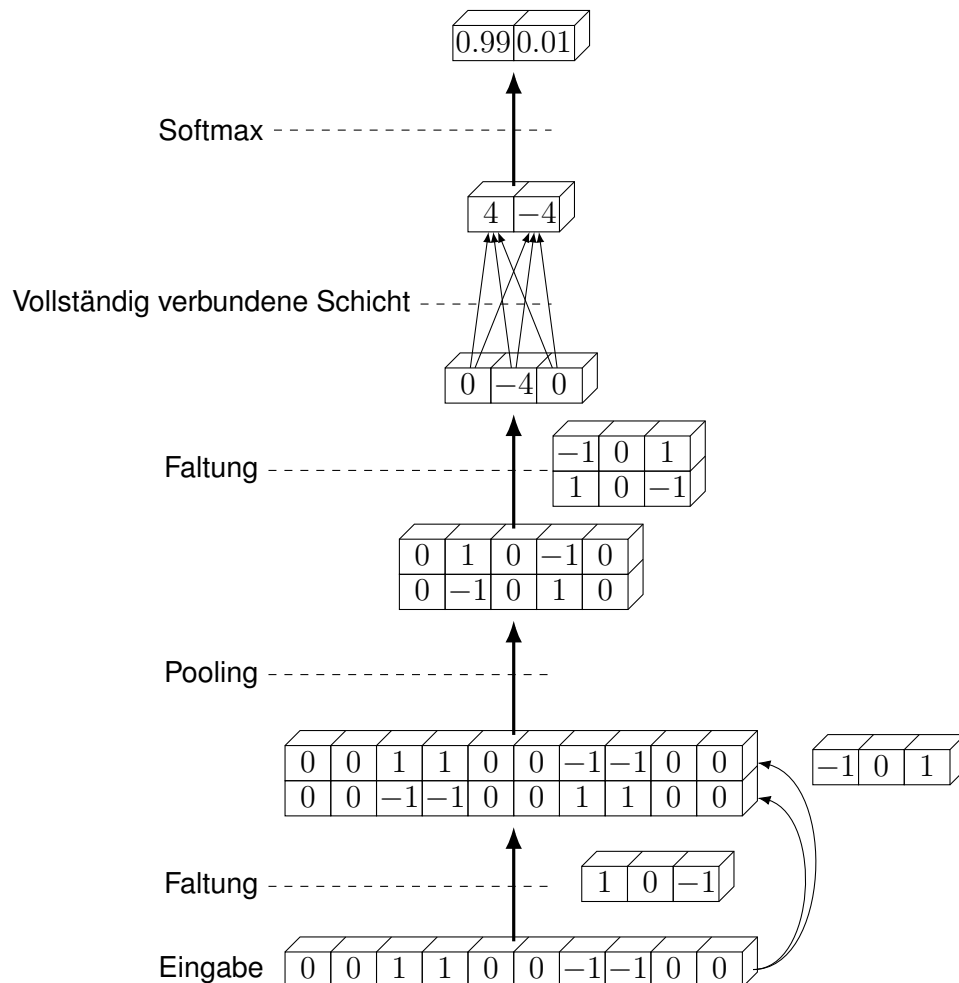 0.99 0.01
Softmax
4 −4
Vollständig verbundene Schicht
0 −4 0
−1 0 1
Faltung
1 0 −1
0 1 0 −1 0
0 −1 0 1 0
Pooling
0 0 1 1 0 0 −1 −1 0 0
−1 0 1
0 0 −1 −1 0 0 1 1 0 0
Faltung
1 0 −1
Eingabe
0 0 1 1 0 0 −1 −1 0 0